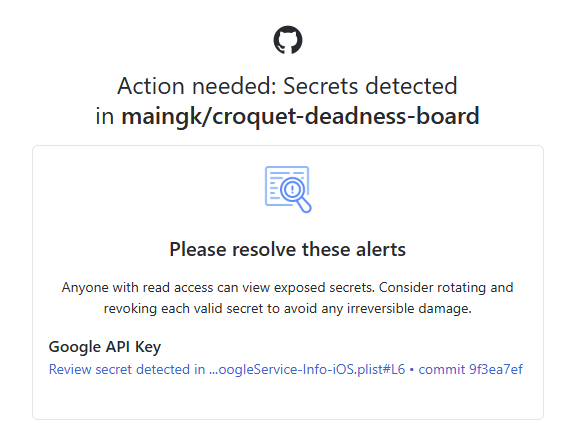 Action needed: Secrets detected
in maingk/croquet-deadness-board
Please resolve these alerts
Anyone with read access can view exposed secrets. Consider rotating and
revoking each valid secret to avoid any irreversible damage.
Google API Key
Review secret detected in ...oogleService-Info-iOS.plist#L6 • commit 9f3ea7ef